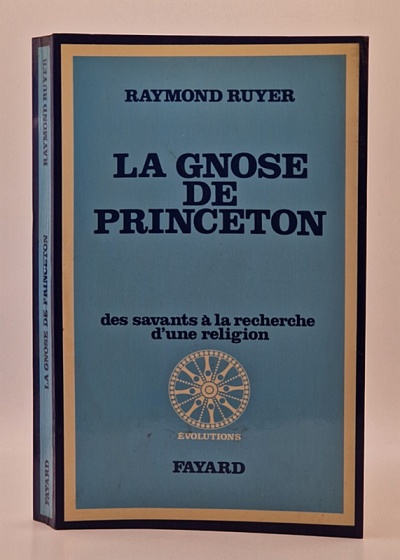 RAYMOND RUYER
LA GNOSE
DE
PRINCETON
des savants à la recherche
d'une religion
ÉVOLUTIONS
FAYARD
RAYMOND RUYER
LA GNOSE DE PRINCETON
FAYARD